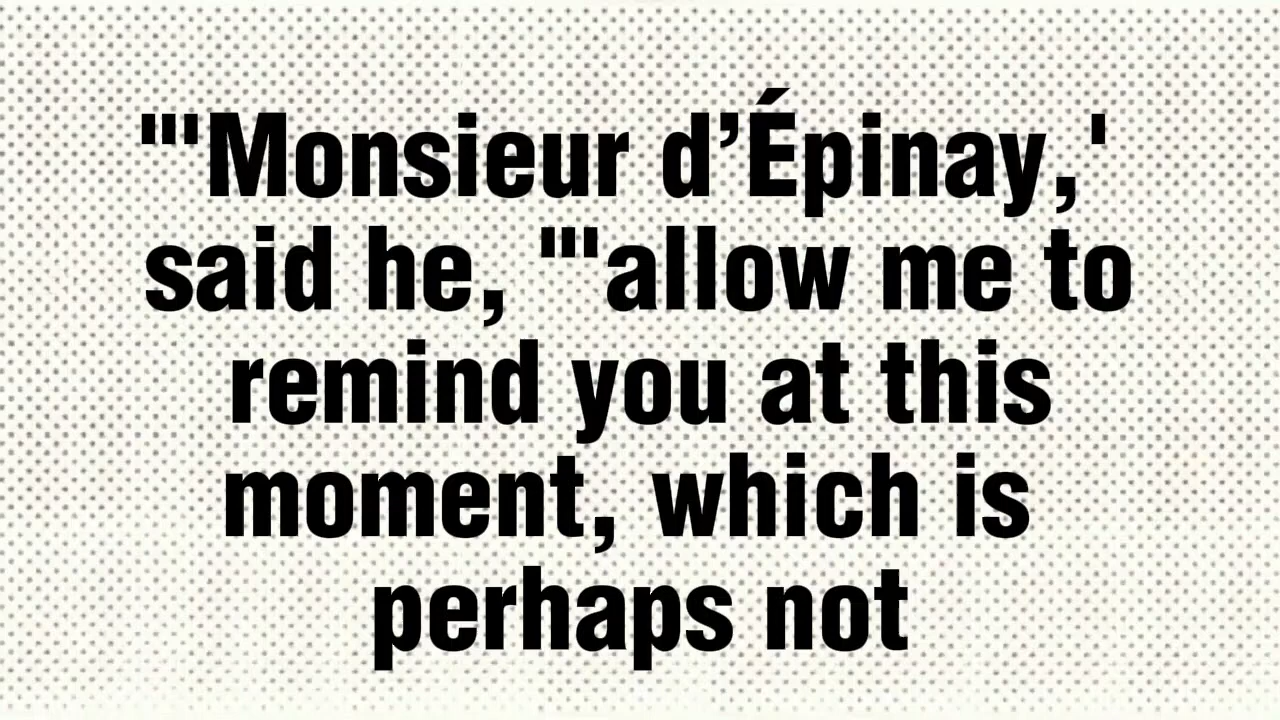 "'Monsieur d’Épinay,'
said he, "'allow me to
remind you at this
moment, which is
perhaps not